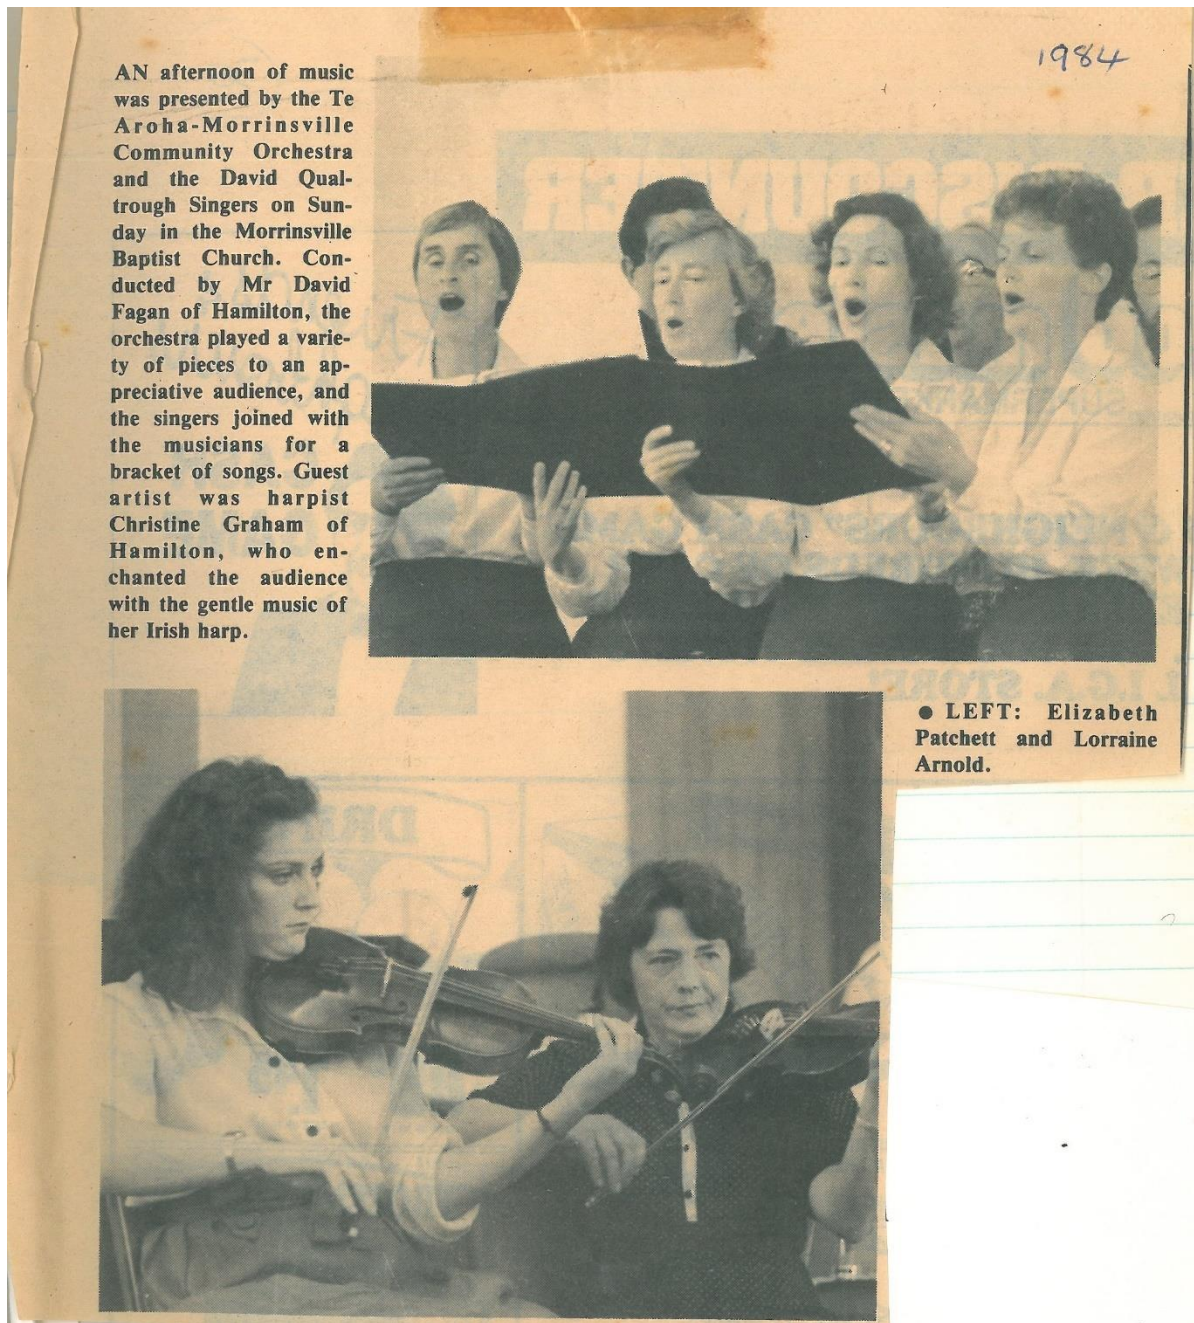 1984
AN afternoon of music
was presented by the Te
Aroha-Morrinsville
Community Orchestra
and the David Qual-
trough Singers on Sun-
day in the Morrinsville
Baptist Church. Con-
ducted by Mr David
Fagan of Hamilton, the
orchestra played a varie-
ty of pieces to an ap-
preciative audience, and
the singers joined with
the musicians for a
bracket of songs. Guest
artist was harpist
Christine Graham of
Hamilton, who en-
chanted the audience
with the gentle music of
her Irish harp.
● LEFT: Elizabeth
Patchett and Lorraine
Arnold.